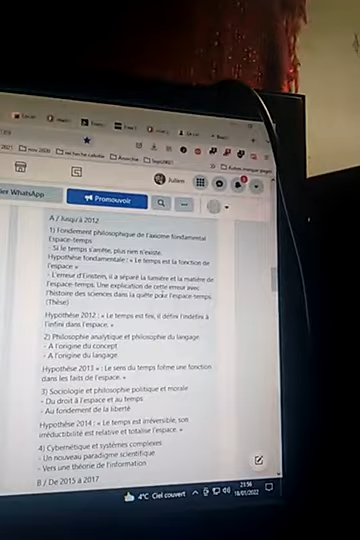 Autres marque-pages
Julien
ier WhatsApp
Promouvoir
A / Jusqu'à 2012
1) Fondement philosophique de l'axiome fondamental
Espace-temps
- Si le temps s'arrête, plus rien n'existe.
Hypothèse fondamentale : « Le temps est la fonction de
l'espace »
- L'erreur d'Einstein, il a séparé la lumière et la matière de
l'espace-temps. Une explication de cette erreur avec
l'histoire des sciences dans la quête pour l'espace-temps.
(Thèse)
Hypothèse 2012 : « Le temps est fini, il définit l'indéfini à
l'infini dans l'espace. »
2) Philosophie analytique et philosophie du langage
- A l'origine du concept
- A l'origine du langage
Hypothèse 2013 « : Le sens du temps forme une fonction
dans les faits de l'espace. »
3) Sociologie et philosophie politique et morale
- Du droit à l'espace et au temps
- Au fondement de la liberté
Hypothèse 2014 : « Le temps est irréversible, son
irréductibilité est relative et totalise l'espace. »
4) Cybernétique et systèmes complexes
- Un nouveau paradigme scientifique
- Vers une théorie de l'information
B / De 2015 à 2017
4°C Ciel couvert
21:56
18/01/2022